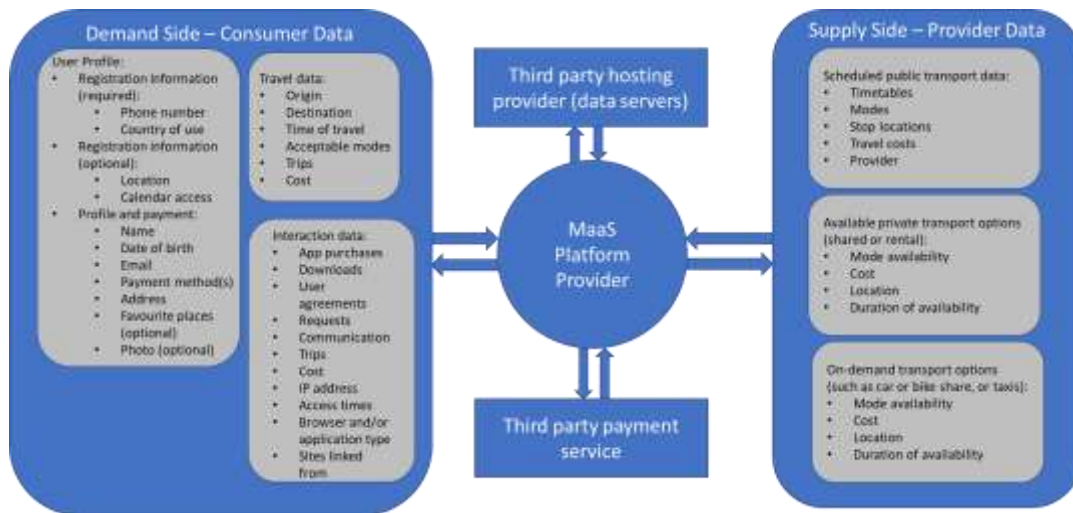 Demand Side – Consumer Data
User Profile:
• Registration Information
(required):
• Phone number
• Country of use
• Registration information
(optional):
• Location
• Calendar access
• Profile and payment:
• Name
• Date of birth
• Email
• Payment method(s)
• Address
• Favourite places
(optional)
• Photo (optional)
Travel data:
• Origin
• Destination
• Time of travel
• Acceptable modes
• Trips
• Cost
Interaction data:
• App purchases
• Downloads
• User
agreements
• Requests
• Communication
• Trips
• Cost
• IP address
• Access times
• Browser and/or
application type
• Sites linked
from
Third party hosting
provider (data servers)
MaaS
Platform
Provider
Third party payment
service
Supply Side – Provider Data
Scheduled public transport data:
• Timetables
• Modes
• Stop locations
• Travel costs
• Provider
Available private transport options
(shared or rental):
• Mode availability
• Cost
• Location
• Duration of availability
On-demand transport options
(such as car or bike share, or taxis):
• Mode availability
• Cost
• Location
• Duration of availability